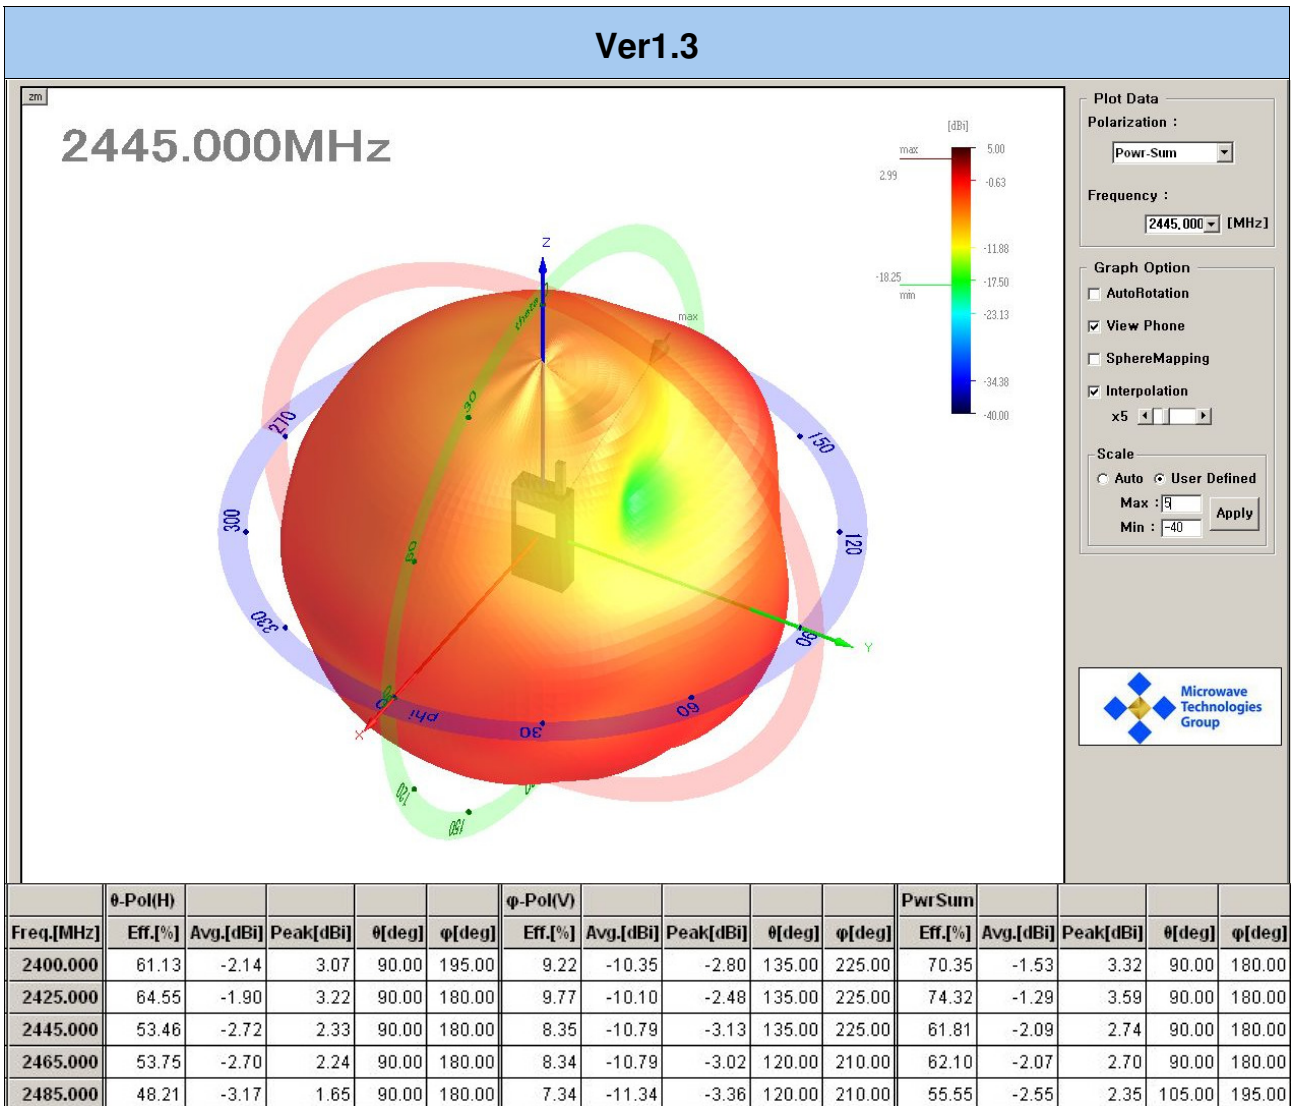 Ver1.3
zm
2445.000MHz
[dBi]
max
2.99
5.00
-0.63
-11.88
-18.25
min
-17.50
-23.13
-34.38
-40.00
Z
max
theta
30
60
90
120
150
X
Y
phi
0
30
60
90
120
150
270
300
330
Plot Data
Polarization :
Powr-Sum
Frequency :
2445.000 [MHz]
Graph Option
AutoRotation
View Phone
SphereMapping
Interpolation
x5
Scale
Auto User Defined
Max : 5
Min : -40
Apply
Microwave
Technologies
Group
θ-Pol(H) φ-Pol(V) PwrSum
Freq.[MHz] Eff.[%] Avg.[dBi] Peak[dBi] θ[deg] φ[deg] Eff.[%] Avg.[dBi] Peak[dBi] θ[deg] φ[deg] Eff.[%] Avg.[dBi] Peak[dBi] θ[deg] φ[deg]
2400.000 61.13 -2.14 3.07 90.00 195.00 9.22 -10.35 -2.80 135.00 225.00 70.35 -1.53 3.32 90.00 180.00
2425.000 64.55 -1.90 3.22 90.00 180.00 9.77 -10.10 -2.48 135.00 225.00 74.32 -1.29 3.59 90.00 180.00
2445.000 53.46 -2.72 2.33 90.00 180.00 8.35 -10.79 -3.13 135.00 225.00 61.81 -2.09 2.74 90.00 180.00
2465.000 53.75 -2.70 2.24 90.00 180.00 8.34 -10.79 -3.02 120.00 210.00 62.10 -2.07 2.70 90.00 180.00
2485.000 48.21 -3.17 1.65 90.00 180.00 7.34 -11.34 -3.36 120.00 210.00 55.55 -2.55 2.35 105.00 195.00